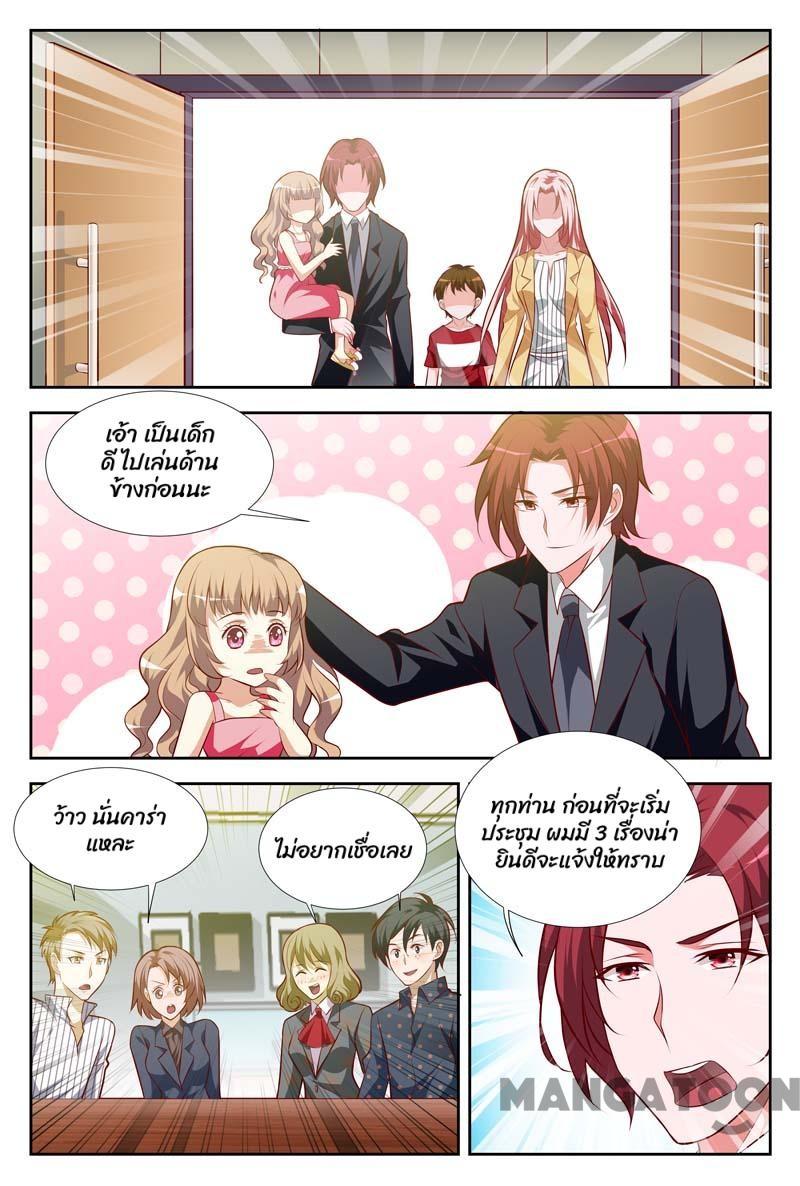 เอ้า เป็นเด็ก
ดี ไปเล่นด้าน
ข้างก่อนนะ
ว้าว นั่นคาร่า
แหละ
ไม่อยากเชื่อเลย
ทุกท่าน ก่อนที่จะเริ่ม
ประชุม ผมมี 3 เรื่องน่า
ยินดีจะแจ้งให้ทราบ
MANGATOON